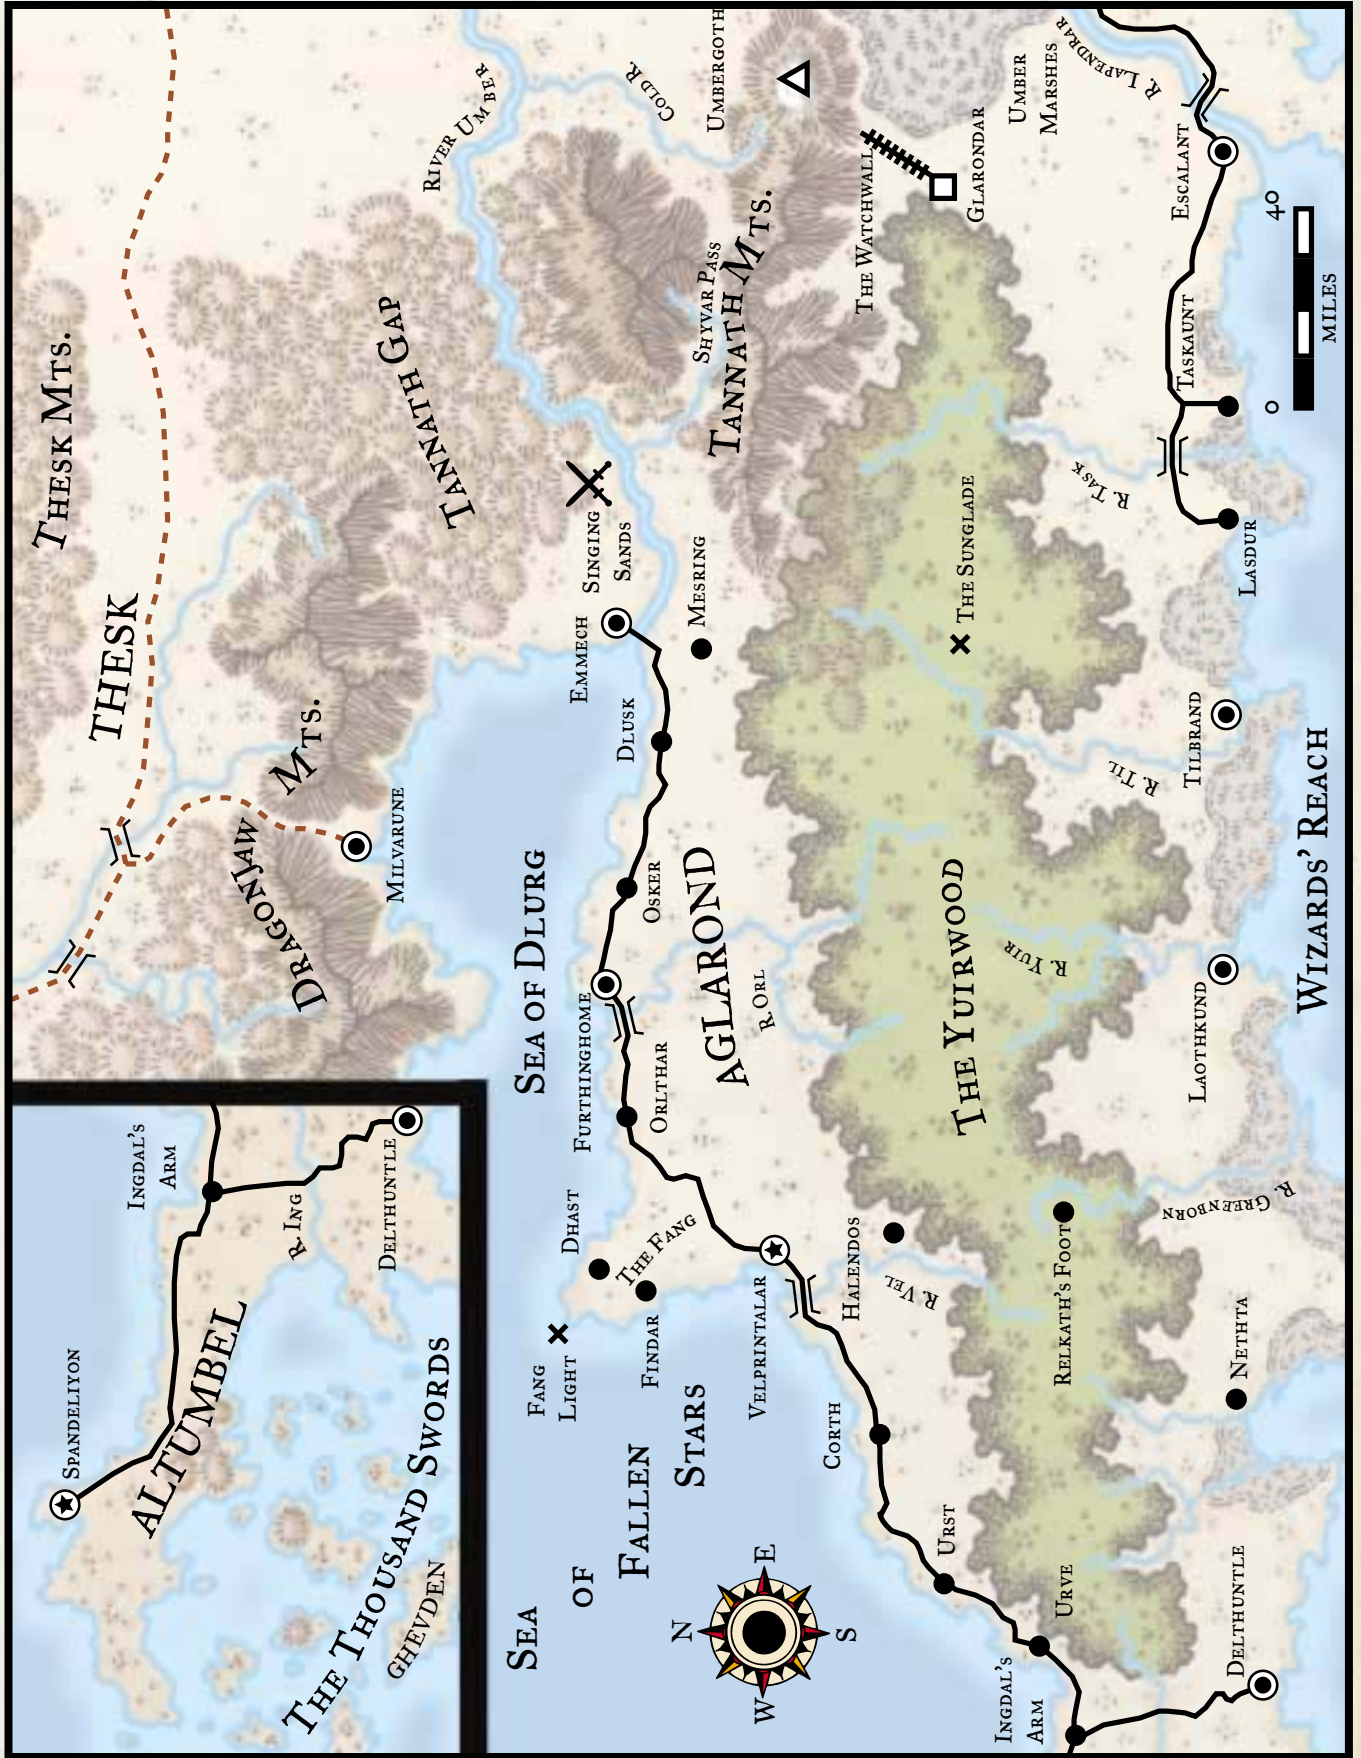 SPANDELIYON
ALTUMBEL
THE THOUSAND SWORDS
GHEVDEN
INGDAL'S
ARM
R. ING
DELTHUNTLE
THESK MTS.
THESK
DRAGONJAW
MTS.
MILVARUNE
TANNATH GAP
RIVER UMBER
COLD R.
UMBERGOTH
SHYVAR PASS
TANNATH MTS.
SINGING
SANDS
EMMECH
MESRING
DLUSK
OSKER
SEA OF DLURG
FURTHINGHOME
ORLTHAR
AGLAROND
R. ORL
DHAST
THE FANG
FINDAR
FANG
LIGHT
SEA
OF
FALLEN
STARS
N
E
S
W
VELPRINTALAR
HALENDOS
R. VEL
CORTH
URST
URVE
INGDAL'S
ARM
DELTHUNTLE
NETHTA
RELKATH'S FOOT
R. GREENBORN
THE YUIRWOOD
R. YUIR
LAOTHKUND
WIZARDS' REACH
THE SUNGLADE
R. TIL
TILBRAND
LASDUR
R. TASK
TASKAUNT
THE WATCHWALL
GLARONDAR
UMBER
MARSHES
R. LAPENDRAR
ESCALANT
0
40
MILES